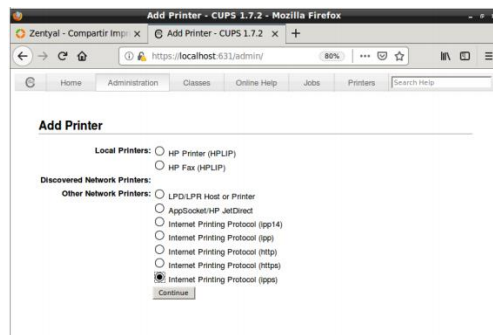 Add Printer - CUPS 1.7.2 - Mozilla Firefox
Zentyal - Compartir Impr
Add Printer - CUPS 1.7.2
https://localhost:631/admin/
80%
Home Administration Classes Online Help Jobs Printers Search Help
Add Printer
Local Printers: HP Printer (HPLIP)
HP Fax (HPLIP)
Discovered Network Printers:
Other Network Printers: LPD/LPR Host or Printer
AppSocket/HP JetDirect
Internet Printing Protocol (ipp14)
Internet Printing Protocol (ipp)
Internet Printing Protocol (http)
Internet Printing Protocol (https)
Internet Printing Protocol (ipps)
Continue